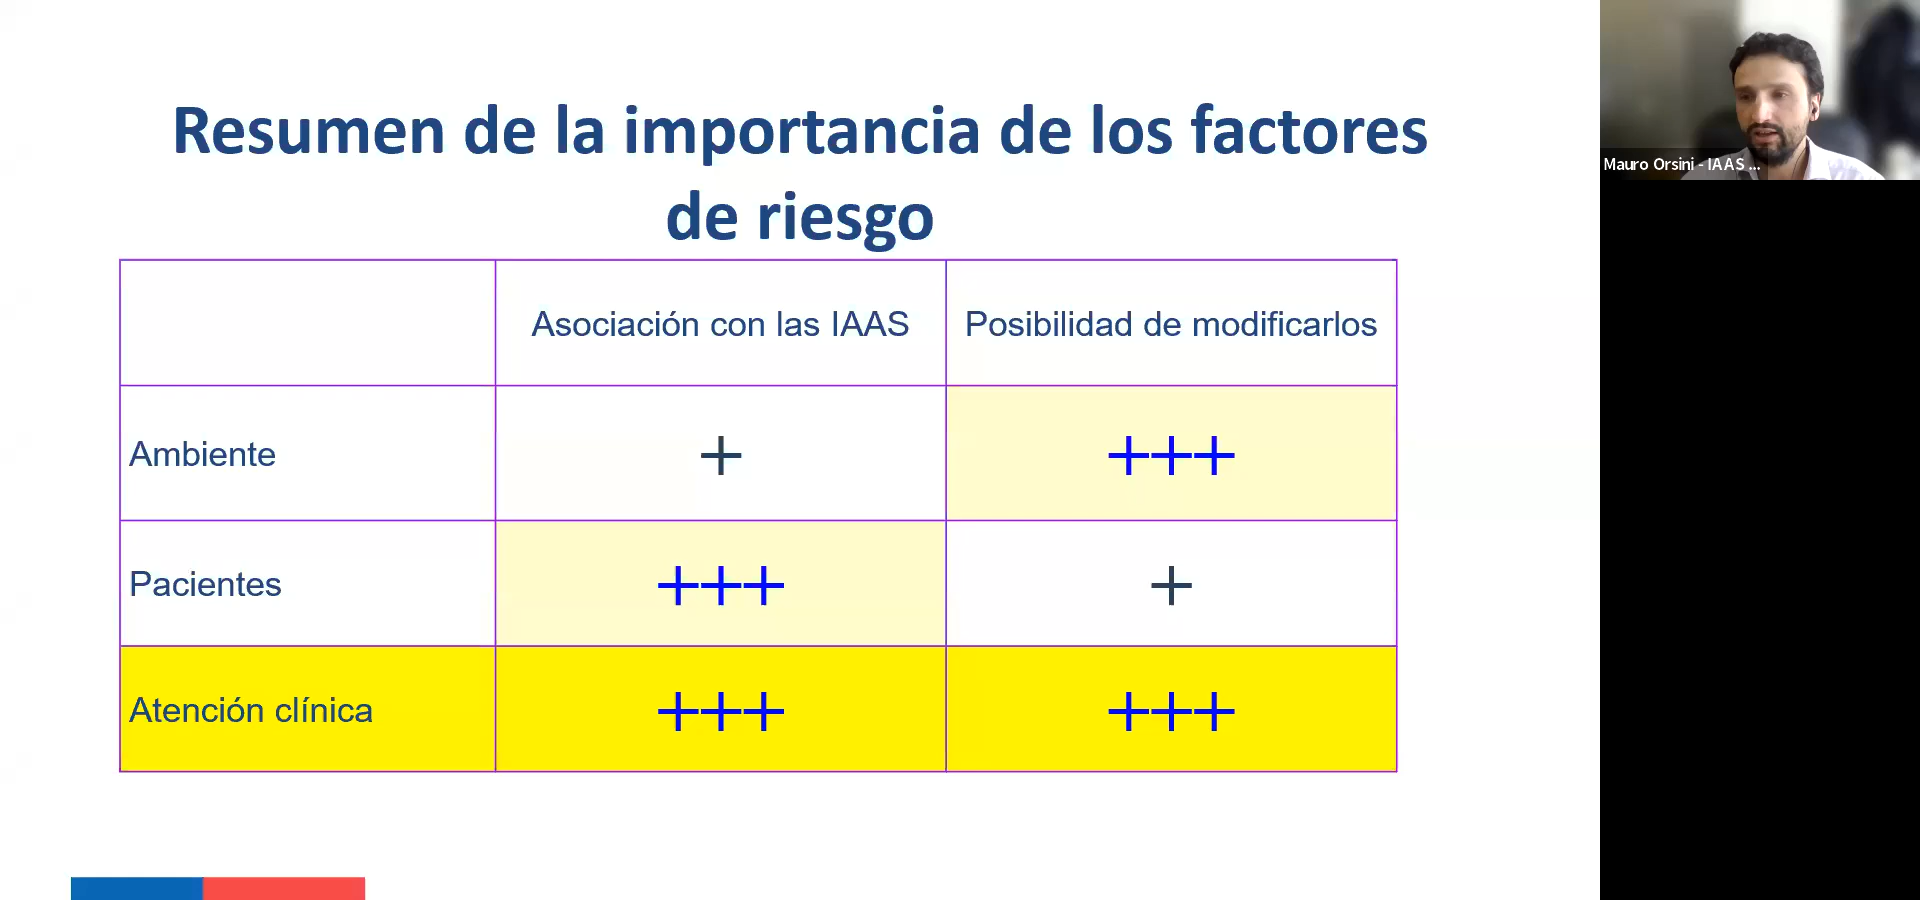 Resumen de la importancia de los factores
de riesgo
Asociación con las IAAS Posibilidad de modificarlos
Ambiente + +++
Pacientes +++ +
Atención clínica +++ +++
Mauro Orsini - IAAS ...